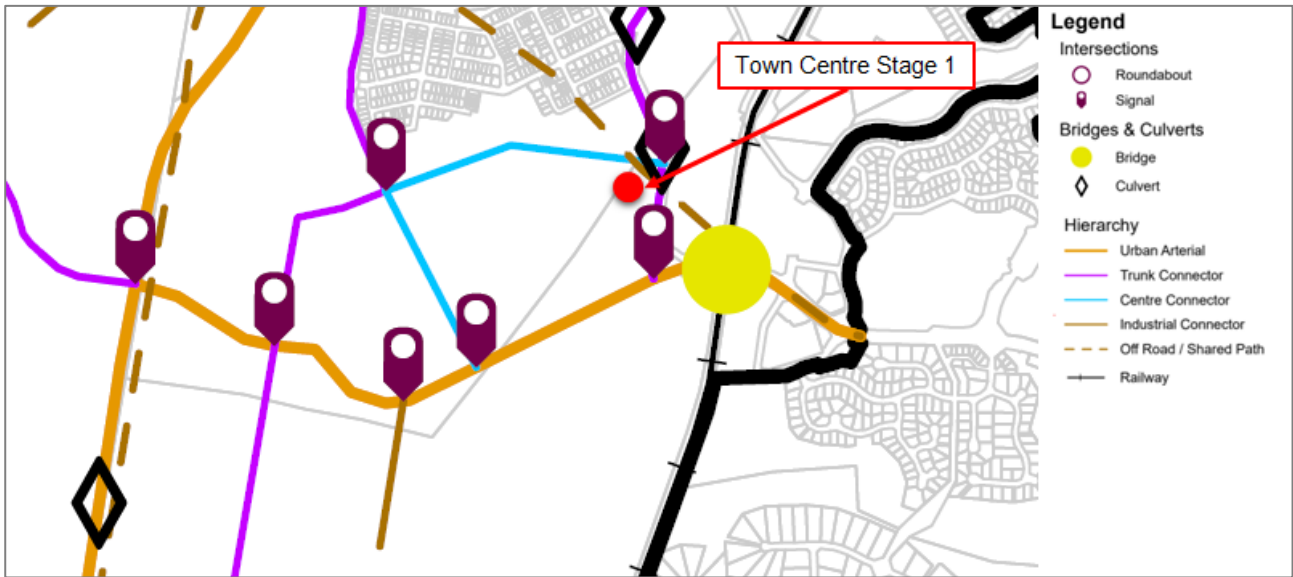 Town Centre Stage 1
Legend
Intersections
Roundabout
Signal
Bridges & Culverts
Bridge
Culvert
Hierarchy
Urban Arterial
Trunk Connector
Centre Connector
Industrial Connector
Off Road / Shared Path
Railway